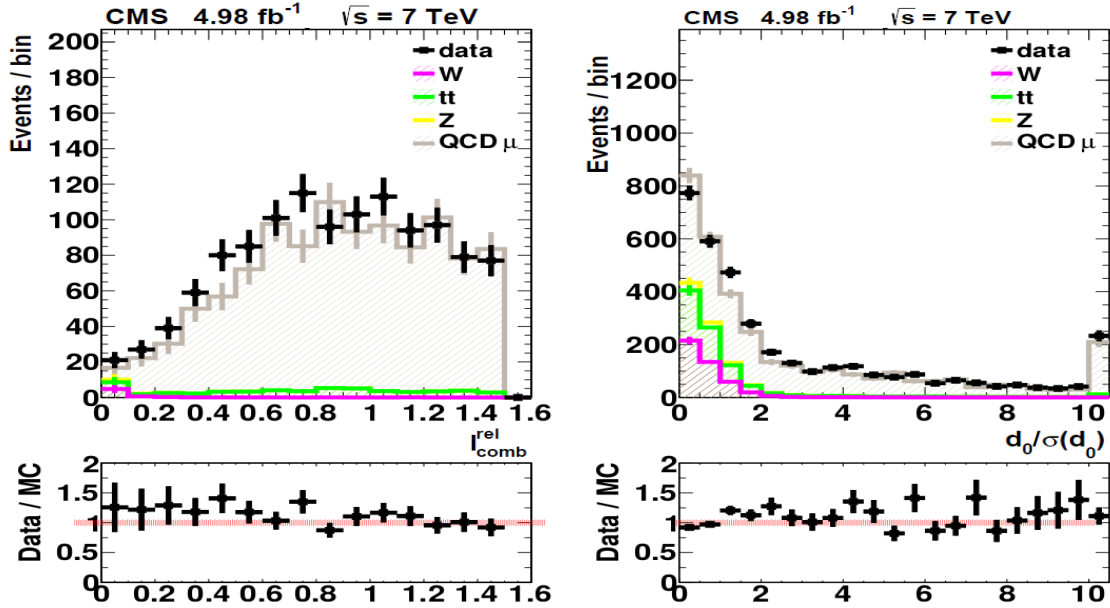 CMS 4.98 fb-1 √s = 7 TeV
Events / bin
200
180
160
140
120
100
80
60
40
20
0
data
W
tt
Z
QCD μ
0 0.2 0.4 0.6 0.8 1 1.2 1.4 1.6
I rel comb
Data / MC
2
1.5
1
0.5
0
0 0.2 0.4 0.6 0.8 1 1.2 1.4 1.6
CMS 4.98 fb-1 √s = 7 TeV
Events / bin
1200
1000
800
600
400
200
0
data
W
tt
Z
QCD μ
0 2 4 6 8 10
d0/σ(d0)
Data / MC
2
1.5
1
0.5
0
0 2 4 6 8 10